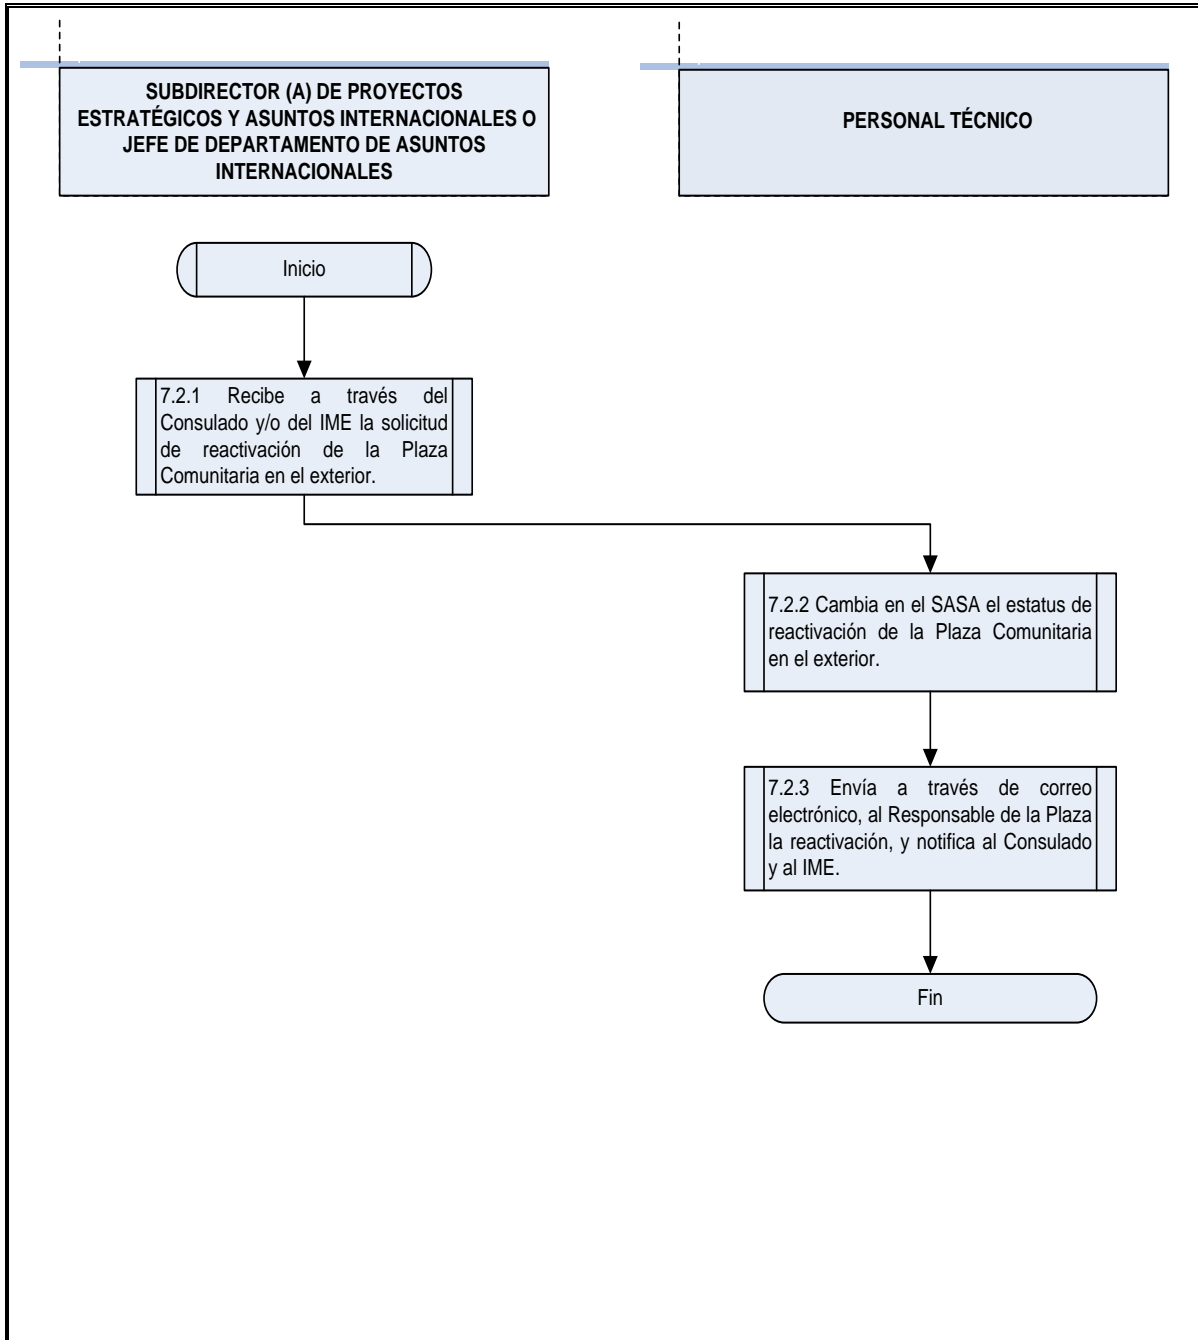 SUBDIRECTOR (A) DE PROYECTOS
ESTRATÉGICOS Y ASUNTOS INTERNACIONALES O
JEFE DE DEPARTAMENTO DE ASUNTOS
INTERNACIONALES
PERSONAL TÉCNICO
Inicio
7.2.1 Recibe a través del
Consulado y/o del IME la solicitud
de reactivación de la Plaza
Comunitaria en el exterior.
7.2.2 Cambia en el SASA el estatus de
reactivación de la Plaza Comunitaria
en el exterior.
7.2.3 Envía a través de correo
electrónico, al Responsable de la Plaza
la reactivación, y notifica al Consulado
y al IME.
Fin